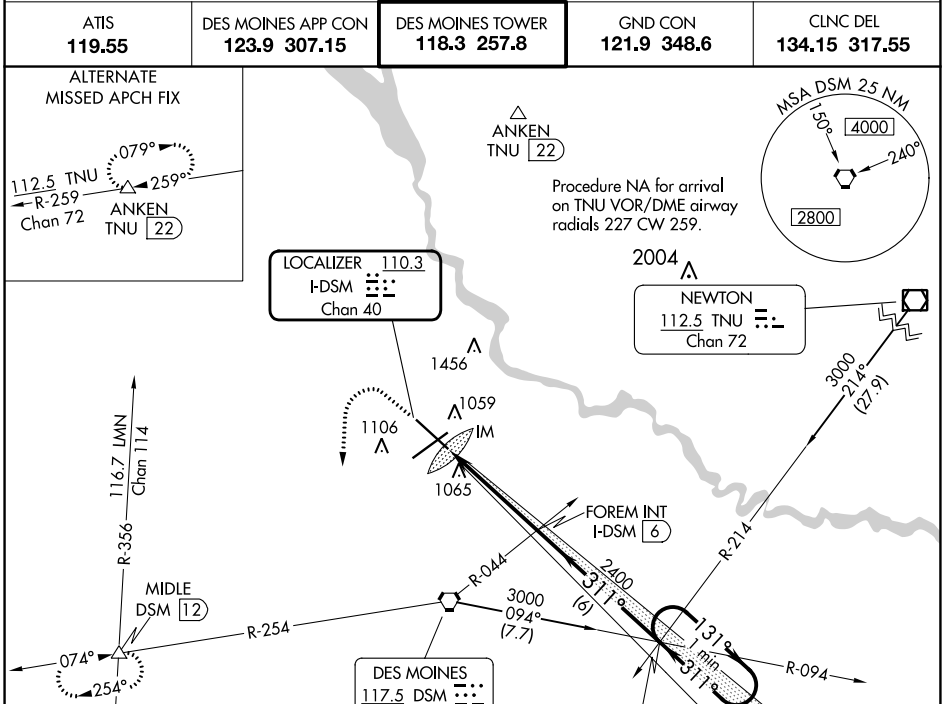 ATIS
119.55
DES MOINES APP CON
123.9 307.15
DES MOINES TOWER
118.3 257.8
GND CON
121.9 348.6
CLNC DEL
134.15 317.55
ALTERNATE
MISSED APCH FIX
079°
259°
112.5 TNU
R-259
Chan 72
ANKEN
TNU 22
ANKEN
TNU 22
MSA DSM 25 NM
150°
4000
240°
2800
Procedure NA for arrival
on TNU VOR/DME airway
radials 227 CW 259.
2004
LOCALIZER 110.3
I-DSM
Chan 40
NEWTON
112.5 TNU
Chan 72
3000
214°
(27.9)
1456
1059
1106
IM
1065
116.7 LMN
Chan 114
R-356
FOREM INT
I-DSM 6
R-214
R-044
2400
311°
(6)
MIDLE
DSM 12
R-254
3000
094°
(7.7)
131°
1 min
311°
R-094
074°
254°
DES MOINES
117.5 DSM